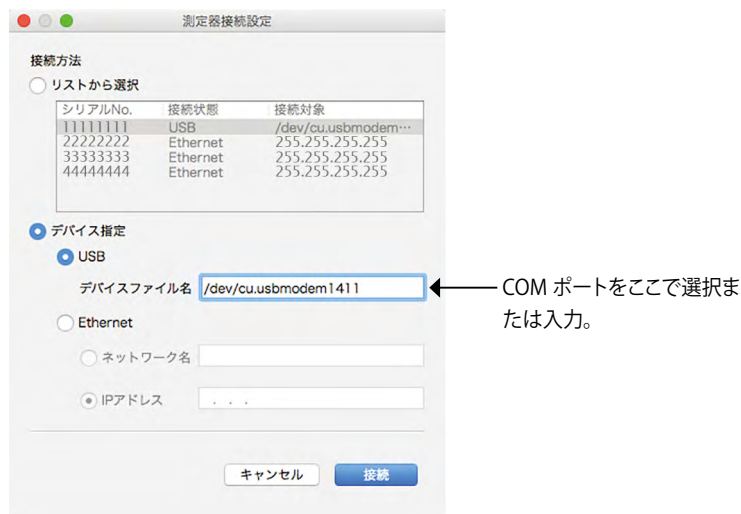 測定器接続設定
接続方法
リストから選択
シリアルNo. 接続状態 接続対象
11111111 USB /dev/cu.usbmodem…
22222222 Ethernet 255.255.255.255
33333333 Ethernet 255.255.255.255
44444444 Ethernet 255.255.255.255
デバイス指定
USB
デバイスファイル名 /dev/cu.usbmodem1411
COM ポートをここで選択ま
たは入力。
Ethernet
ネットワーク名
IPアドレス . . .
キャンセル 接続